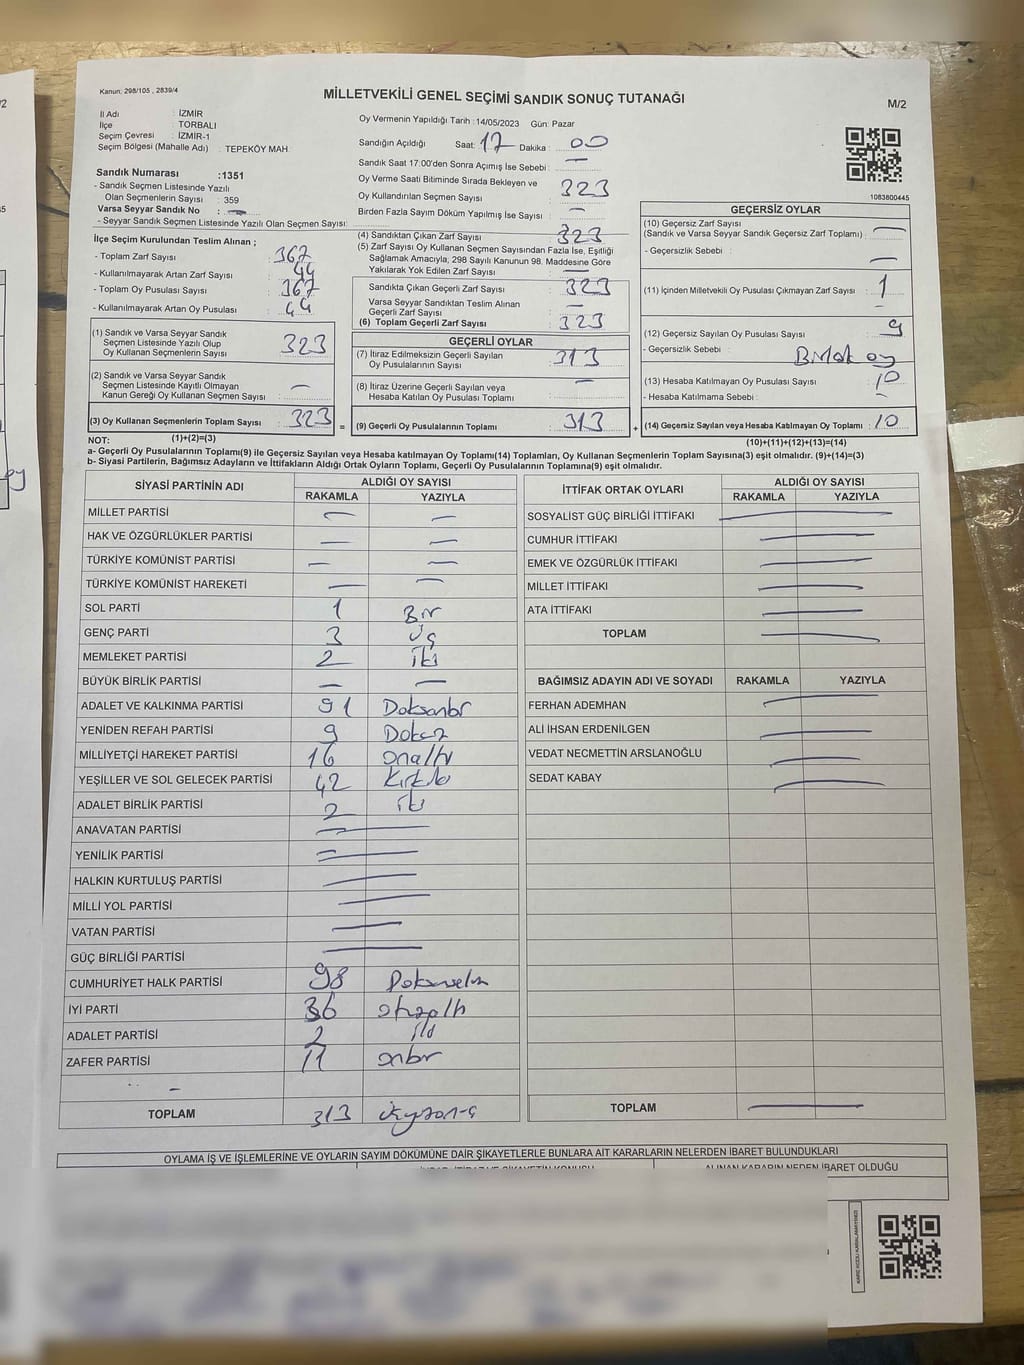 Kanun: 298/105 , 2839/4
MİLLETVEKİLİ GENEL SEÇİMİ SANDIK SONUÇ TUTANAĞI
M/2
İl Adı : İZMİR
İlçe : TORBALI
Seçim Çevresi : İZMİR-1
Seçim Bölgesi (Mahalle Adı) : TEPEKÖY MAH.
Sandık Numarası :1351
- Sandık Seçmen Listesinde Yazılı
Olan Seçmenlerin Sayısı : 359
Varsa Seyyar Sandık No : —
- Seyyar Sandık Seçmen Listesinde Yazılı Olan Seçmen Sayısı:
İlçe Seçim Kurulundan Teslim Alınan ;
- Toplam Zarf Sayısı : 367
- Kullanılmayarak Artan Zarf Sayısı : 44
- Toplam Oy Pusulası Sayısı : 367
- Kullanılmayarak Artan Oy Pusulası : 44
(1) Sandık ve Varsa Seyyar Sandık
Seçmen Listesinde Yazılı Olup
Oy Kullanan Seçmenlerin Sayısı : 323
(2) Sandık ve Varsa Seyyar Sandık
Seçmen Listesinde Kayıtlı Olmayan
Kanun Gereği Oy Kullanan Seçmen Sayısı: —
(3) Oy Kullanan Seçmenlerin Toplam Sayısı : 323
Oy Vermenin Yapıldığı Tarih : 14/05/2023 Gün: Pazar
Sandığın Açıldığı Saat: 17 Dakika : 00
Sandık Saat 17:00'den Sonra Açımış İse Sebebi : —
Oy Verme Saati Bitiminde Sırada Bekleyen ve
Oy Kullandırılan Seçmen Sayısı : 323
Birden Fazla Sayım Döküm Yapılmış İse Sayısı : —
(4) Sandıktan Çıkan Zarf Sayısı : 323
(5) Zarf Sayısı Oy Kullanan Seçmen Sayısından Fazla İse, Eşitliği
Sağlamak Amacıyla, 298 Sayılı Kanunun 98. Maddesine Göre
Yakılarak Yok Edilen Zarf Sayısı : —
Sandıkta Çıkan Geçerli Zarf Sayısı : 323
Varsa Seyyar Sandıktan Teslim Alınan
Geçerli Zarf Sayısı : —
(6) Toplam Geçerli Zarf Sayısı : 323
GEÇERLİ OYLAR
(7) İtiraz Edilmeksizin Geçerli Sayılan
Oy Pusulalarının Sayısı : 313
(8) İtiraz Üzerine Geçerli Sayılan veya
Hesaba Katılan Oy Pusulası Toplamı : —
= (9) Geçerli Oy Pusulalarının Toplamı : 313
1083800445
GEÇERSİZ OYLAR
(10) Geçersiz Zarf Sayısı
(Sandık ve Varsa Seyyar Sandık Geçersiz Zarf Toplamı) : —
- Geçersizlik Sebebi : —
(11) İçinden Milletvekili Oy Pusulası Çıkmayan Zarf Sayısı : 1
—
(12) Geçersiz Sayılan Oy Pusulası Sayısı : 9
- Geçersizlik Sebebi : oy
(13) Hesaba Katılmayan Oy Pusulası Sayısı : 10
- Hesaba Katılmama Sebebi : —
+ (14) Geçersiz Sayılan veya Hesaba Katılmayan Oy Toplamı : 10
NOT: (1)+(2)=(3) (10)+(11)+(12)+(13)=(14)
a- Geçerli Oy Pusulalarının Toplamı(9) ile Geçersiz Sayılan veya Hesaba Katılmayan Oy Toplamı(14) Toplamları, Oy Kullanan Seçmenlerin Toplam Sayısına(3) eşit olmalıdır. (9)+(14)=(3)
b- Siyasi Partilerin, Bağımsız Adayların ve İttifakların Aldığı Ortak Oyların Toplamı, Geçerli Oy Pusulalarının Toplamına(9) eşit olmalıdır.
SİYASİ PARTİNİN ADI ALDIĞI OY SAYISI
RAKAMLA YAZIYLA
MİLLET PARTİSİ — —
HAK VE ÖZGÜRLÜKLER PARTİSİ — —
TÜRKİYE KOMÜNİST PARTİSİ — —
TÜRKİYE KOMÜNİST HAREKETİ — —
SOL PARTİ 1 Bir
GENÇ PARTİ 3 Üç
MEMLEKET PARTİSİ 2 İki
BÜYÜK BİRLİK PARTİSİ — —
ADALET VE KALKINMA PARTİSİ 91 Doksanbir
YENİDEN REFAH PARTİSİ 9 Dokuz
MİLLİYETÇİ HAREKET PARTİSİ 16 onaltı
YEŞİLLER VE SOL GELECEK PARTİSİ 42 Kırkiki
ADALET BİRLİK PARTİSİ 2 iki
ANAVATAN PARTİSİ —
YENİLİK PARTİSİ —
HALKIN KURTULUŞ PARTİSİ —
MİLLİ YOL PARTİSİ —
VATAN PARTİSİ —
GÜÇ BİRLİĞİ PARTİSİ —
CUMHURİYET HALK PARTİSİ 98 Doksansekiz
İYİ PARTİ 36 otuzaltı
ADALET PARTİSİ 2 iki
ZAFER PARTİSİ 11 onbir
TOPLAM 313
İTTİFAK ORTAK OYLARI ALDIĞI OY SAYISI
RAKAMLA YAZIYLA
SOSYALİST GÜÇ BİRLİĞİ İTTİFAKI —
CUMHUR İTTİFAKI —
EMEK VE ÖZGÜRLÜK İTTİFAKI —
MİLLET İTTİFAKI —
ATA İTTİFAKI —
TOPLAM —
BAĞIMSIZ ADAYIN ADI VE SOYADI RAKAMLA YAZIYLA
FERHAN ADEMHAN —
ALİ İHSAN ERDENİLGEN —
VEDAT NECMETTİN ARSLANOĞLU —
SEDAT KABAY —
TOPLAM —
OYLAMA İŞ VE İŞLEMLERİNE VE OYLARIN SAYIM DÖKÜMÜNE DAİR ŞİKAYETLERLE BUNLARA AİT KARARLARIN NELERDEN İBARET BULUNDUKLARI
ALINAN KARARIN NEDEN İBARET OLDUĞU